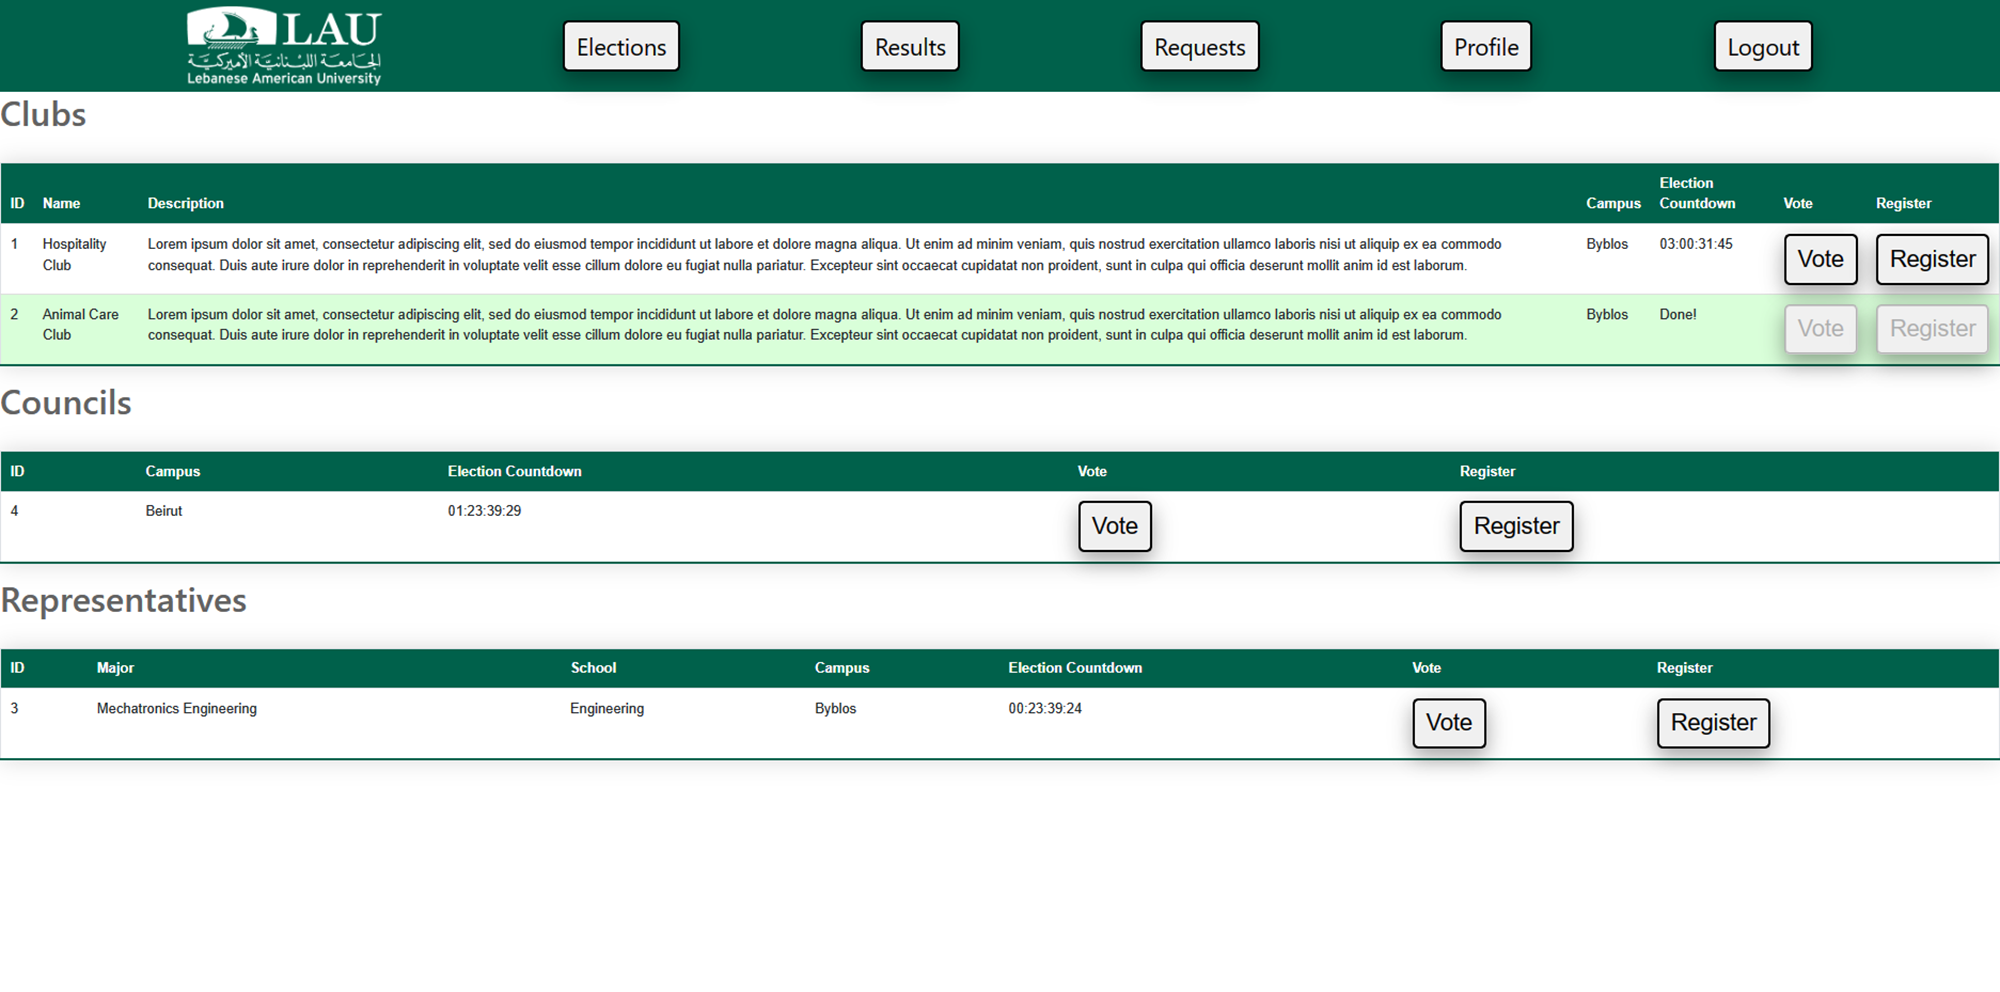 LAU
الجامعة اللبنانية الأميركية
Lebanese American University
Elections
Results
Requests
Profile
Logout
Clubs
ID Name Description Campus Election Countdown Vote Register
1 Hospitality Club Lorem ipsum dolor sit amet, consectetur adipiscing elit, sed do eiusmod tempor incididunt ut labore et dolore magna aliqua. Ut enim ad minim veniam, quis nostrud exercitation ullamco laboris nisi ut aliquip ex ea commodo
consequat. Duis aute irure dolor in reprehenderit in voluptate velit esse cillum dolore eu fugiat nulla pariatur. Excepteur sint occaecat cupidatat non proident, sunt in culpa qui officia deserunt mollit anim id est laborum. Byblos 03:00:31:45 Vote Register
2 Animal Care Club Lorem ipsum dolor sit amet, consectetur adipiscing elit, sed do eiusmod tempor incididunt ut labore et dolore magna aliqua. Ut enim ad minim veniam, quis nostrud exercitation ullamco laboris nisi ut aliquip ex ea commodo
consequat. Duis aute irure dolor in reprehenderit in voluptate velit esse cillum dolore eu fugiat nulla pariatur. Excepteur sint occaecat cupidatat non proident, sunt in culpa qui officia deserunt mollit anim id est laborum. Byblos Done! Vote Register
Councils
ID Campus Election Countdown Vote Register
4 Beirut 01:23:39:29 Vote Register
Representatives
ID Major School Campus Election Countdown Vote Register
3 Mechatronics Engineering Engineering Byblos 00:23:39:24 Vote Register